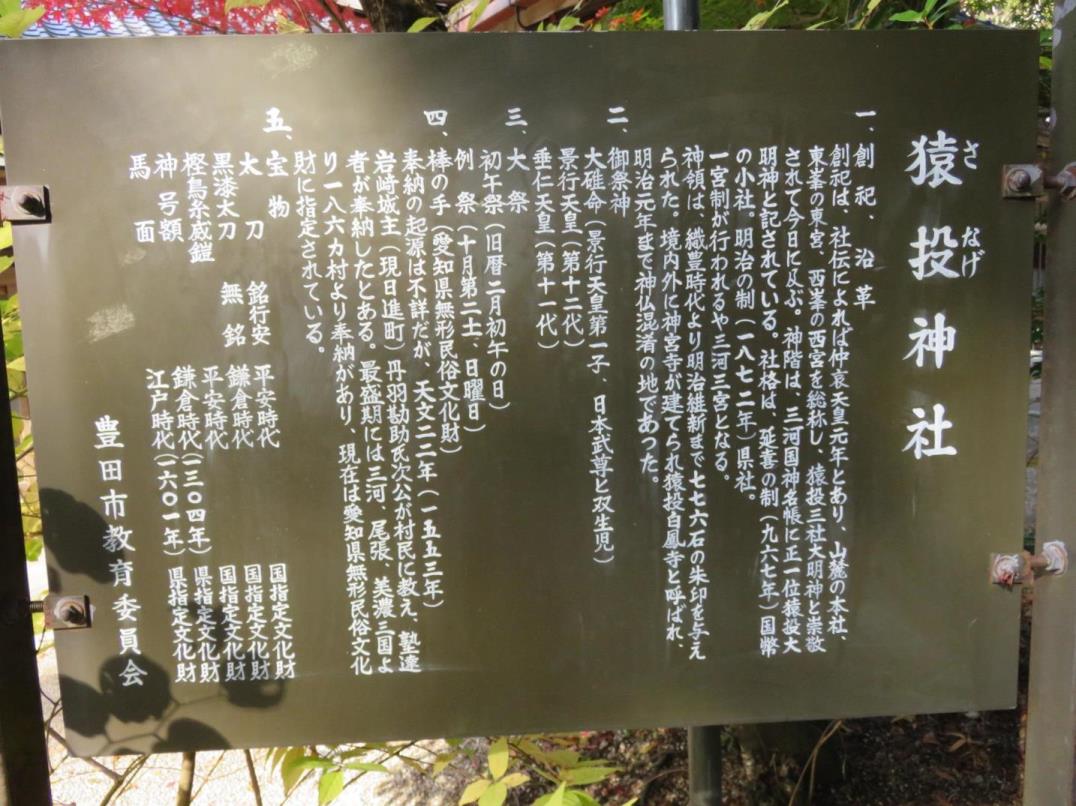 猿投神社
さなげ
一、創祀、沿革
創祀は、社伝によれば仲哀天皇元年とあり、山麓の本社、
東峯の東宮、西峯の西宮を総称し、猿投三社大明神と崇敬
されて今日に及ぶ。神階は、三河国神名帳に正一位猿投大
明神と記されている。社格は、延喜の制(九六七年)国幣
の小社。明治の制(一八七二年)県社。
一宮制が行われるや三河三宮となる。
神領は、織豊時代より明治維新まで七七六石の朱印を与え
られた。境内外に神宮寺が建てられ猿投白鳳寺と呼ばれ、
明治元年まで神仏混淆の地であった。
二、御祭神
大碓命(景行天皇第一子、日本武尊と双生児)
景行天皇(第十二代)
垂仁天皇(第十一代)
三、大祭
初午祭(旧暦二月初午の日)
例祭(十月第二土、日曜日)
四、棒の手(愛知県無形民俗文化財)
奉納の起源は不詳だが、天文二二年(一五五三年)
岩崎城主(現日進町)丹羽勘助氏次公が村民に教え、塾達
者が奉納したとある。最盛期には三河、尾張、美濃三国よ
り一八六カ村より奉納があり、現在は愛知県無形民俗文化
財に指定されている。
五、宝物
太刀 銘行安 平安時代 国指定文化財
黒漆太刀 無銘 鎌倉時代 国指定文化財
樫鳥糸威鎧 平安時代 国指定文化財
神号額 鎌倉時代(一三〇四年) 県指定文化財
馬面 江戸時代(一六〇一年) 県指定文化財
豊田市教育委員会